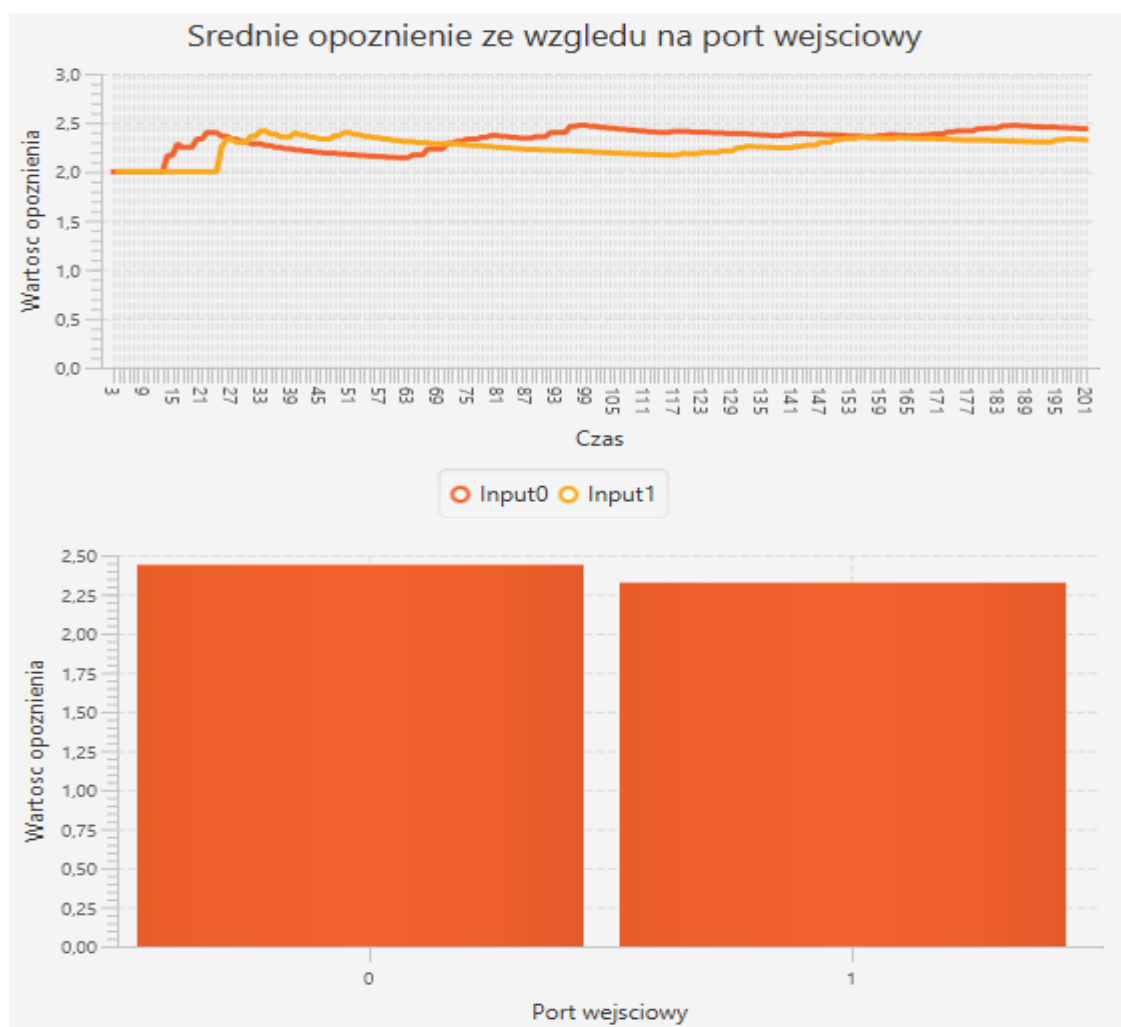 Srednie opoznienie ze wzgledu na port wejsciowy
Wartosc opoznienia
3,0
2,5
2,0
1,5
1,0
0,5
0,0
3 9 15 21 27 33 39 45 51 57 63 69 75 81 87 93 99 105 111 117 123 129 135 141 147 153 159 165 171 177 183 189 195 201
Czas
Input0 Input1
Wartosc opoznienia
2,50
2,25
2,00
1,75
1,50
1,25
1,00
0,75
0,50
0,25
0,00
0 1
Port wejsciowy